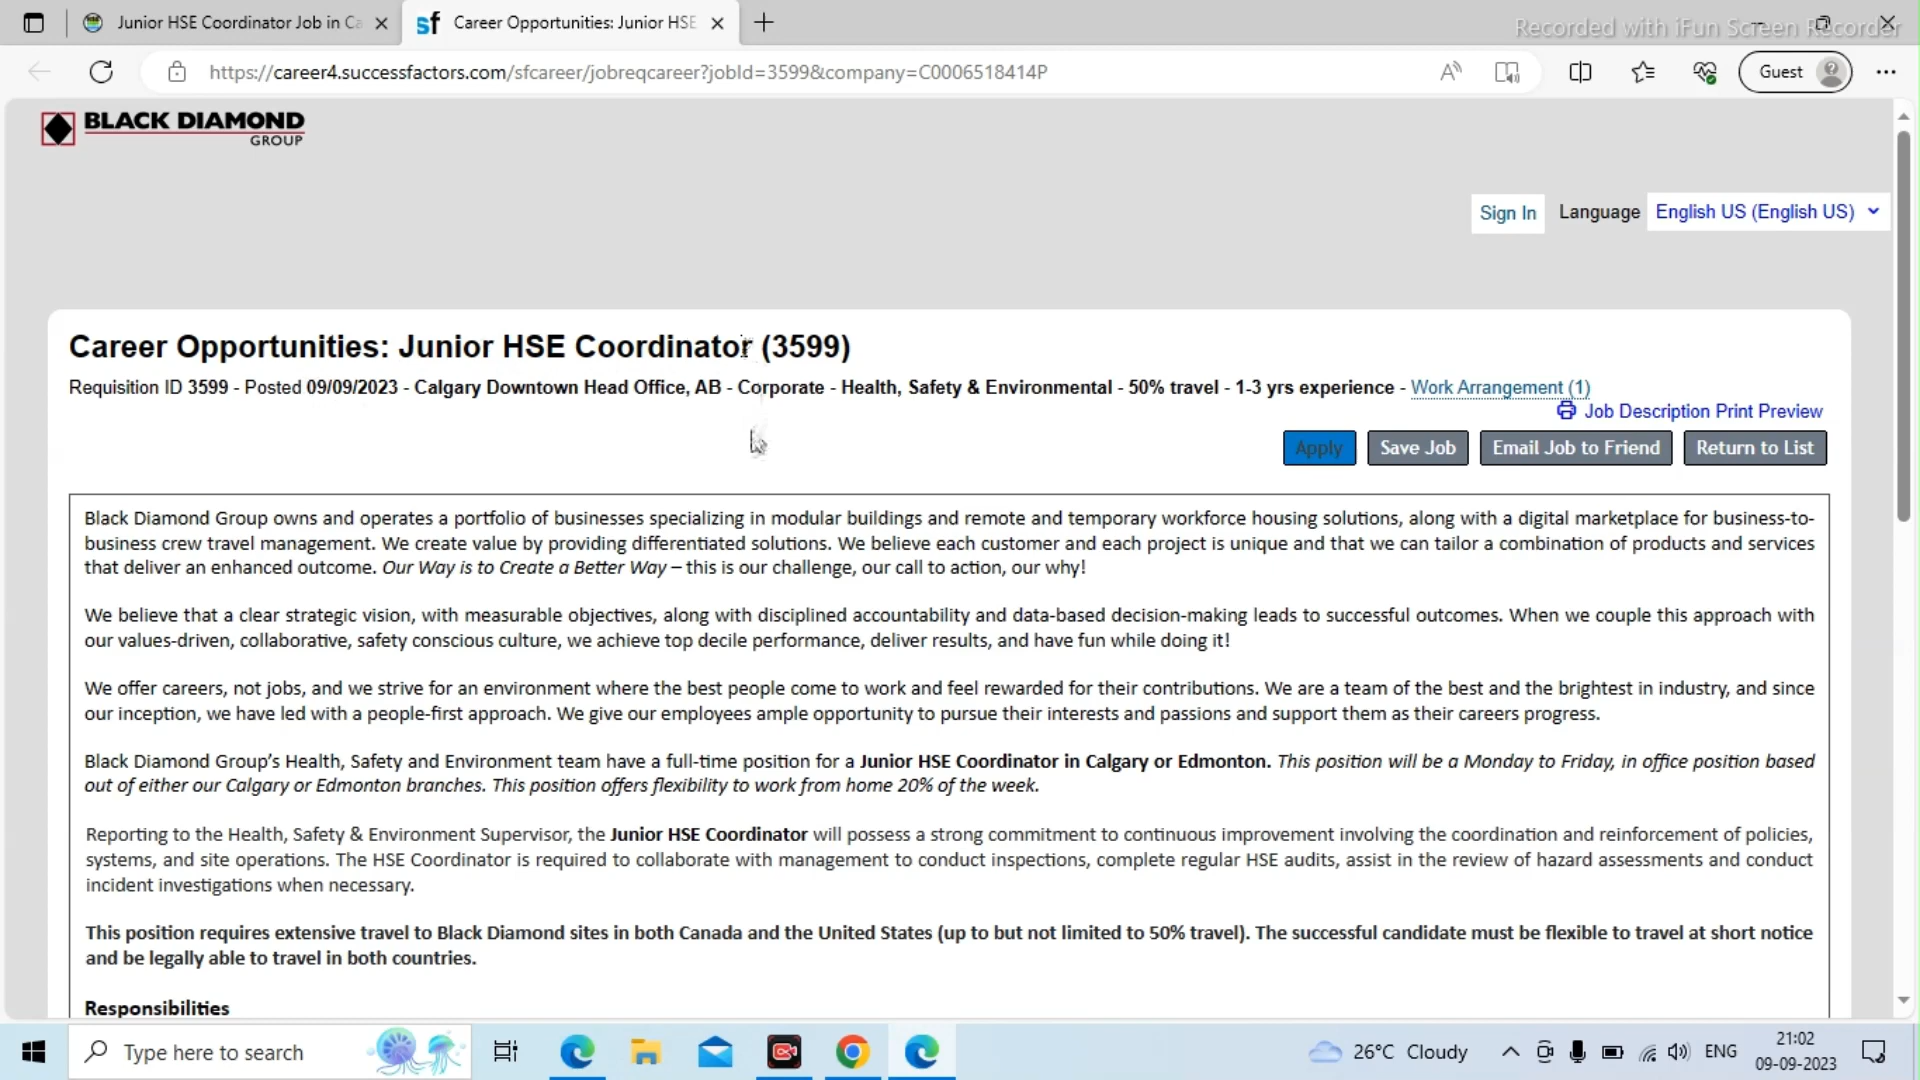 Junior HSE Coordinator Job in Ca
Career Opportunities: Junior HSE
Recorded with iFun Screen Recorder
https://career4.successfactors.com/sfcareer/jobreqcareer?jobId=3599&company=C0006518414P
Guest
BLACK DIAMOND
GROUP
Sign In Language English US (English US)
Career Opportunities: Junior HSE Coordinator (3599)
Requisition ID 3599 - Posted 09/09/2023 - Calgary Downtown Head Office, AB - Corporate - Health, Safety & Environmental - 50% travel - 1-3 yrs experience - Work Arrangement (1)
Job Description Print Preview
Apply Save Job Email Job to Friend Return to List
Black Diamond Group owns and operates a portfolio of businesses specializing in modular buildings and remote and temporary workforce housing solutions, along with a digital marketplace for business-to-
business crew travel management. We create value by providing differentiated solutions. We believe each customer and each project is unique and that we can tailor a combination of products and services
that deliver an enhanced outcome. Our Way is to Create a Better Way – this is our challenge, our call to action, our why!
We believe that a clear strategic vision, with measurable objectives, along with disciplined accountability and data-based decision-making leads to successful outcomes. When we couple this approach with
our values-driven, collaborative, safety conscious culture, we achieve top decile performance, deliver results, and have fun while doing it!
We offer careers, not jobs, and we strive for an environment where the best people come to work and feel rewarded for their contributions. We are a team of the best and the brightest in industry, and since
our inception, we have led with a people-first approach. We give our employees ample opportunity to pursue their interests and passions and support them as their careers progress.
Black Diamond Group's Health, Safety and Environment team have a full-time position for a Junior HSE Coordinator in Calgary or Edmonton. This position will be a Monday to Friday, in office position based
out of either our Calgary or Edmonton branches. This position offers flexibility to work from home 20% of the week.
Reporting to the Health, Safety & Environment Supervisor, the Junior HSE Coordinator will possess a strong commitment to continuous improvement involving the coordination and reinforcement of policies,
systems, and site operations. The HSE Coordinator is required to collaborate with management to conduct inspections, complete regular HSE audits, assist in the review of hazard assessments and conduct
incident investigations when necessary.
This position requires extensive travel to Black Diamond sites in both Canada and the United States (up to but not limited to 50% travel). The successful candidate must be flexible to travel at short notice
and be legally able to travel in both countries.
Responsibilities
Type here to search
26°C Cloudy
ENG
21:02
09-09-2023